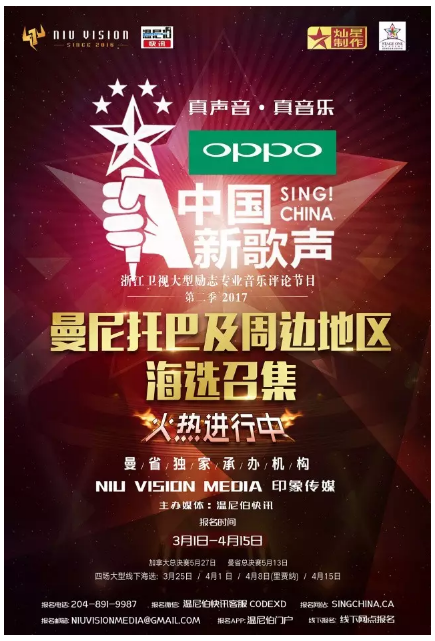 NIU VISION
SINCE 2016
温尼伯
快讯
灿星
制作
STAGE ONE
真声音·真音乐
oppo
中国
SING!
CHINA
新歌声
浙江卫视大型励志专业音乐评论节目
第二季 2017
曼尼托巴及周边地区
海选召集
火热进行中
曼/省/独/家/承/办/机/构
NIU VISION MEDIA 印象传媒
主办媒体：温尼伯快讯
报名时间
3月1日-4月15日
加拿大总决赛5月27日 曼省总决赛5月13日
四场大型线下海选: 3月25日 / 4月1日 / 4月8日(里贾纳) / 4月15日
报名电话: 204-891-9987 报名微信: 温尼伯快讯客服 CODEXD 报名网站: SINGCHINA.CA
报名邮箱: NIUVISIONMEDIA@GMAIL.COM 报名APP: 温尼伯门户 线下报名: 线下网点报名